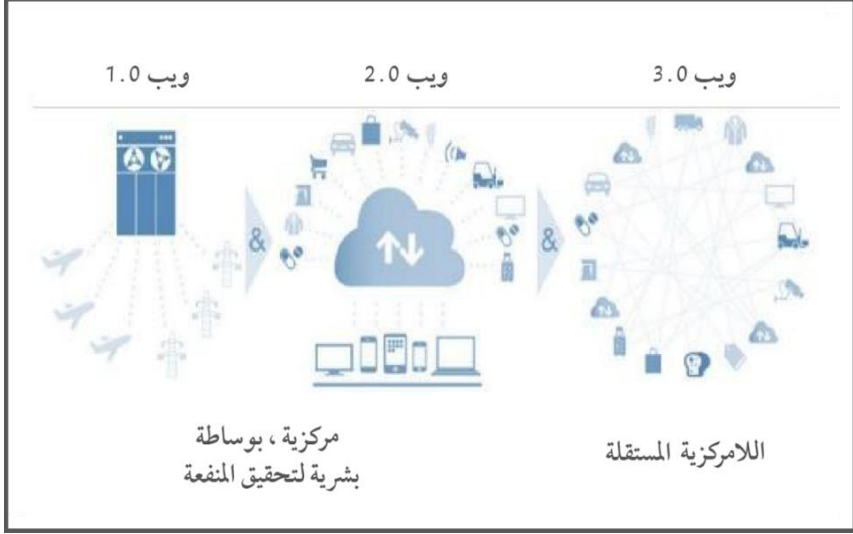 ويب 1.0
ويب 2.0
ويب 3.0
&
&
مركزية ، بوساطة
بشرية لتحقيق المنفعة
اللامركزية المستقلة